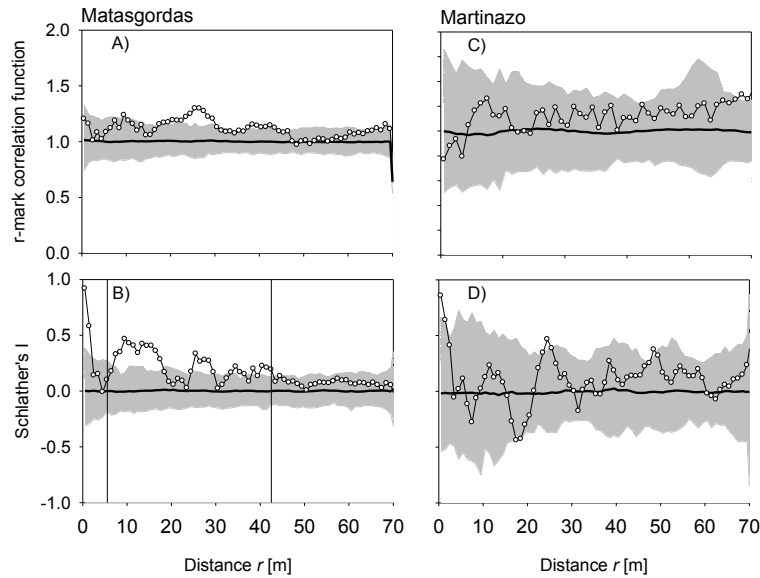 Matasgordas
Martinazo
r-mark correlation function
2.0
1.5
1.0
0.5
0.0
A)
C)
Schlather's I
1.0
0.5
0.0
-0.5
-1.0
B)
D)
0 10 20 30 40 50 60 70
0 10 20 30 40 50 60 70
Distance r [m]
Distance r [m]